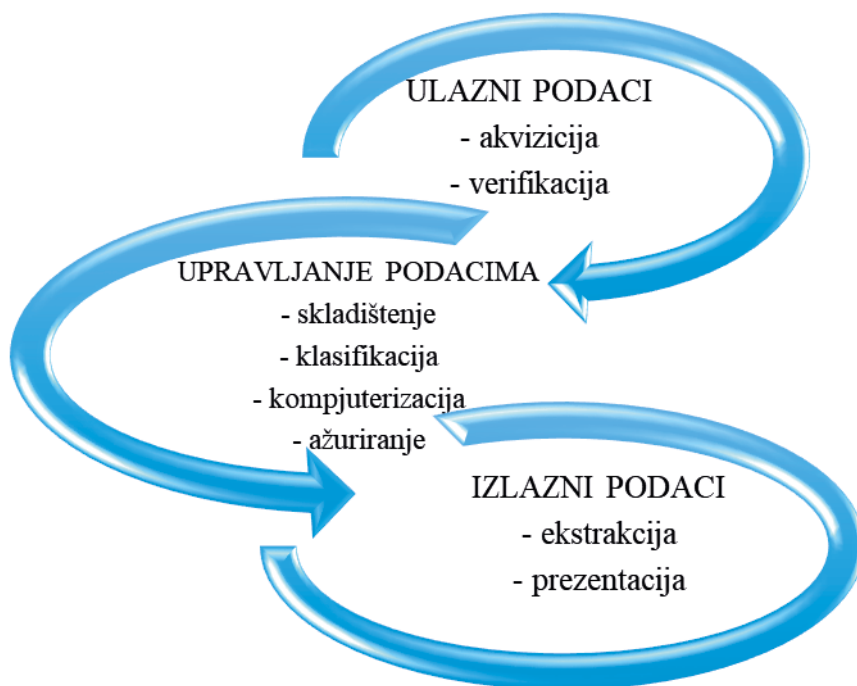 ULAZNI PODACI
- akvizicija
- verifikacija
UPRAVLJANJE PODACIMA
- skladištenje
- klasifikacija
- kompjuterizacija
- ažuriranje
IZLAZNI PODACI
- ekstrakcija
- prezentacija